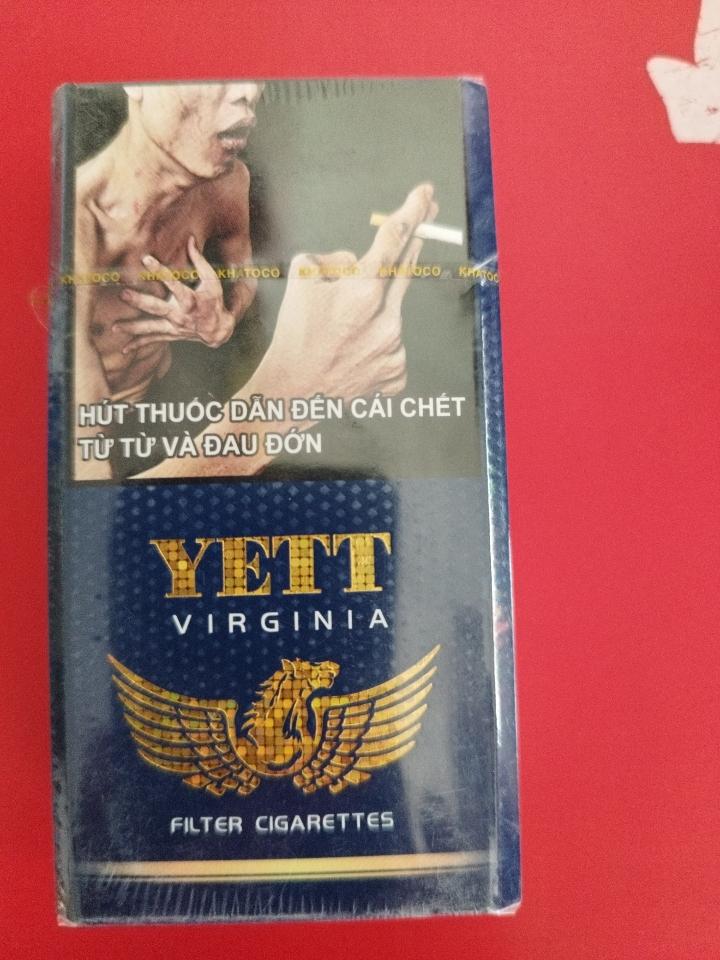 KHATOCO KHATOCO KHATOCO KHATOCO KHATOCO KHATOC
HÚT THUỐC DẪN ĐẾN CÁI CHẾT
TỪ TỪ VÀ ĐAU ĐỚN
YETT
VIRGINIA
FILTER CIGARETTES